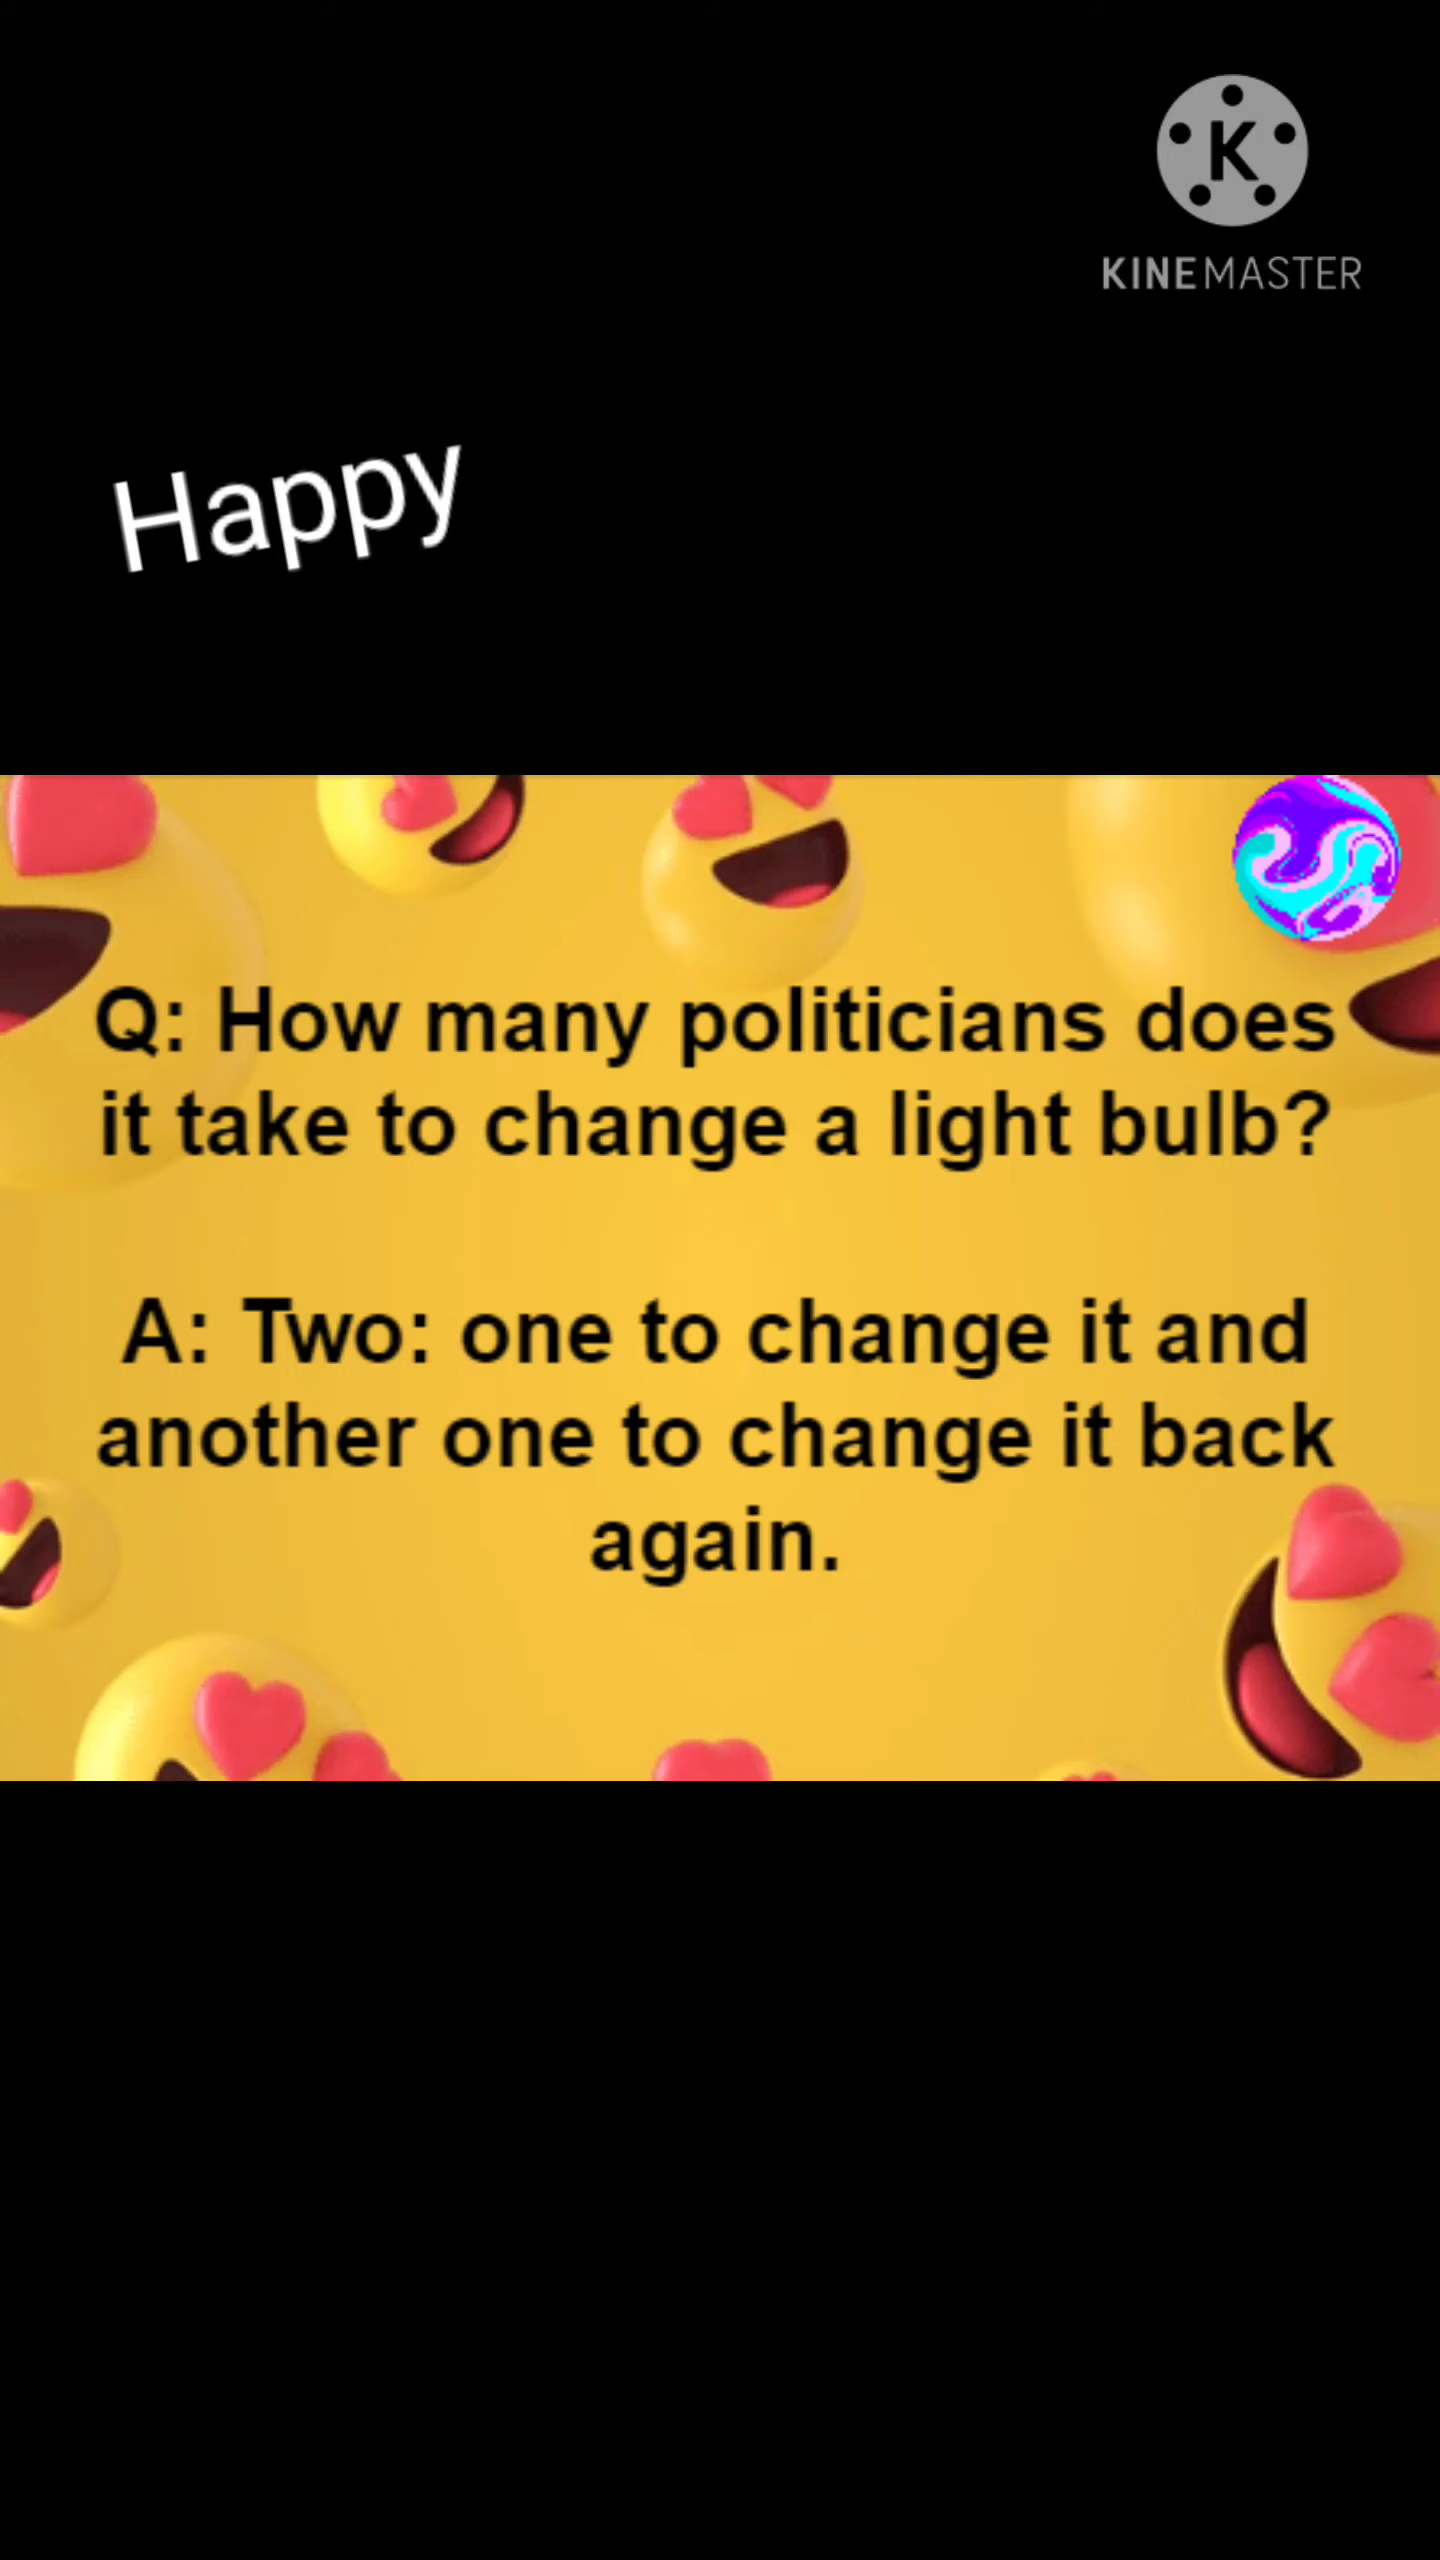 K
KINEMASTER
Happy
Q: How many politicians does
it take to change a light bulb?
A: Two: one to change it and
another one to change it back
again.